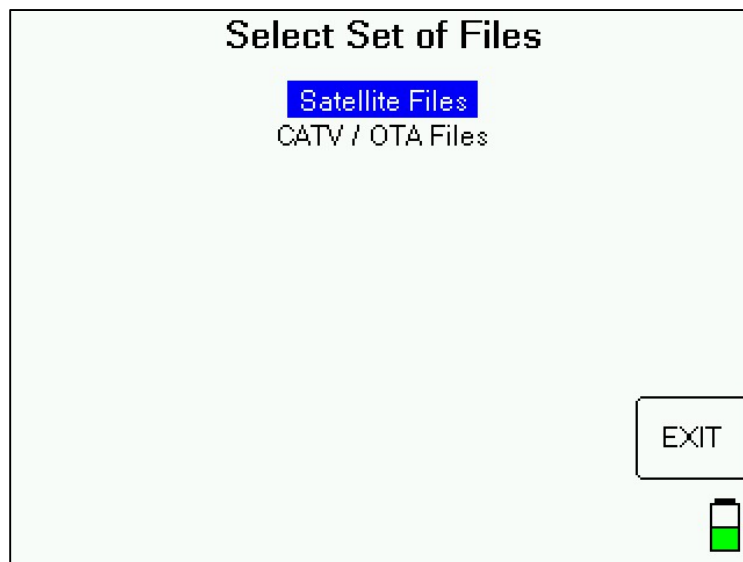 Select Set of Files
Satellite Files
CATV / OTA Files
EXIT